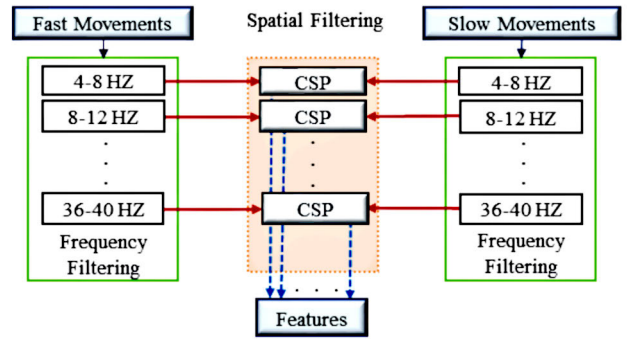 Fast Movements
Spatial Filtering
Slow Movements
4-8 HZ
CSP
4-8 HZ
8-12 HZ
CSP
8-12 HZ
36-40 HZ
CSP
36-40 HZ
Frequency
Filtering
Frequency
Filtering
Features